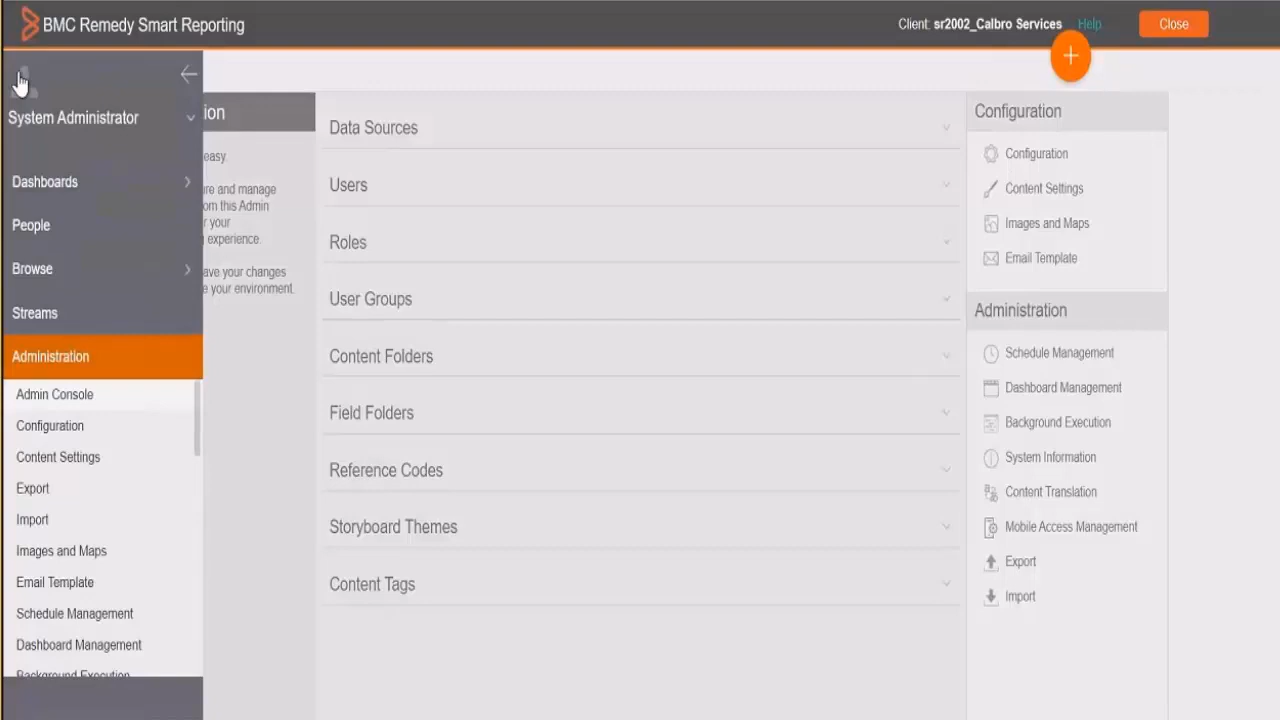 BMC Remedy Smart Reporting
Client: sr2002_Calbro Services
Help
Close
+
System Administrator
Dashboards
People
Browse
Streams
Administration
Admin Console
Configuration
Content Settings
Export
Import
Images and Maps
Email Template
Schedule Management
Dashboard Management
Background Execution
ion
easy.
re and manage
om this Admin
r your
experience.
ave your changes
e your environment.
Data Sources
Users
Roles
User Groups
Content Folders
Field Folders
Reference Codes
Storyboard Themes
Content Tags
Configuration
Configuration
Content Settings
Images and Maps
Email Template
Administration
Schedule Management
Dashboard Management
Background Execution
System Information
Content Translation
Mobile Access Management
Export
Import